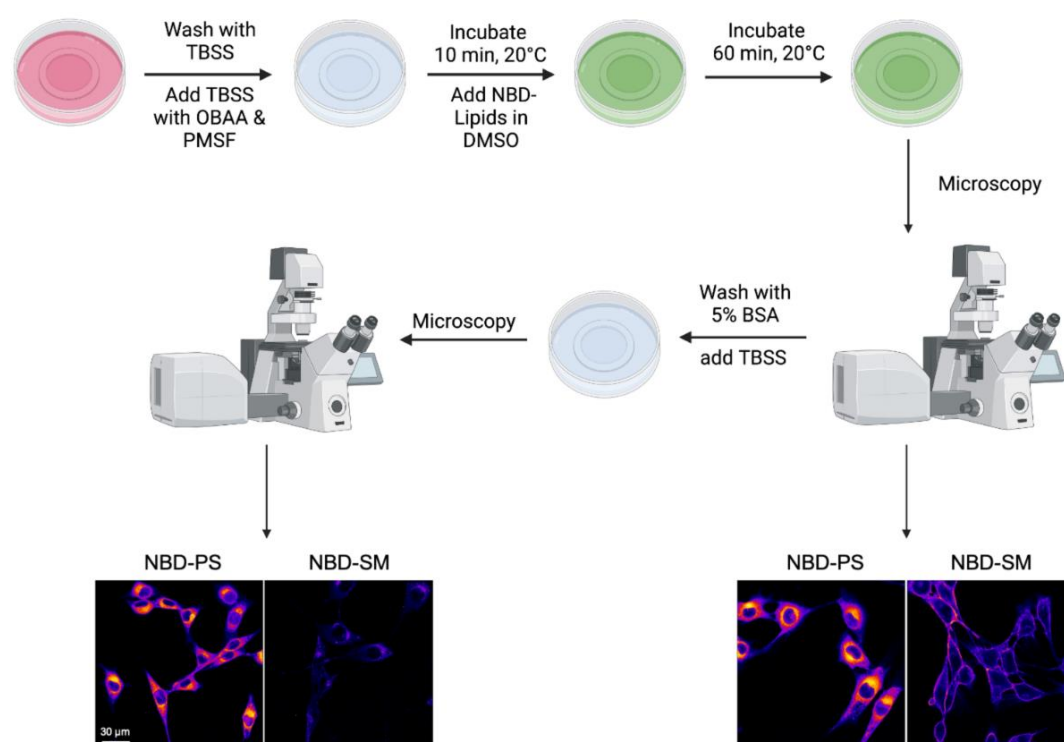 Wash with
TBSS
Add TBSS
with OBAA &
PMSF
Incubate
10 min, 20°C
Add NBD-
Lipids in
DMSO
Incubate
60 min, 20°C
Microscopy
Wash with
5% BSA
add TBSS
Microscopy
NBD-PS
NBD-SM
30 µm
NBD-PS
NBD-SM